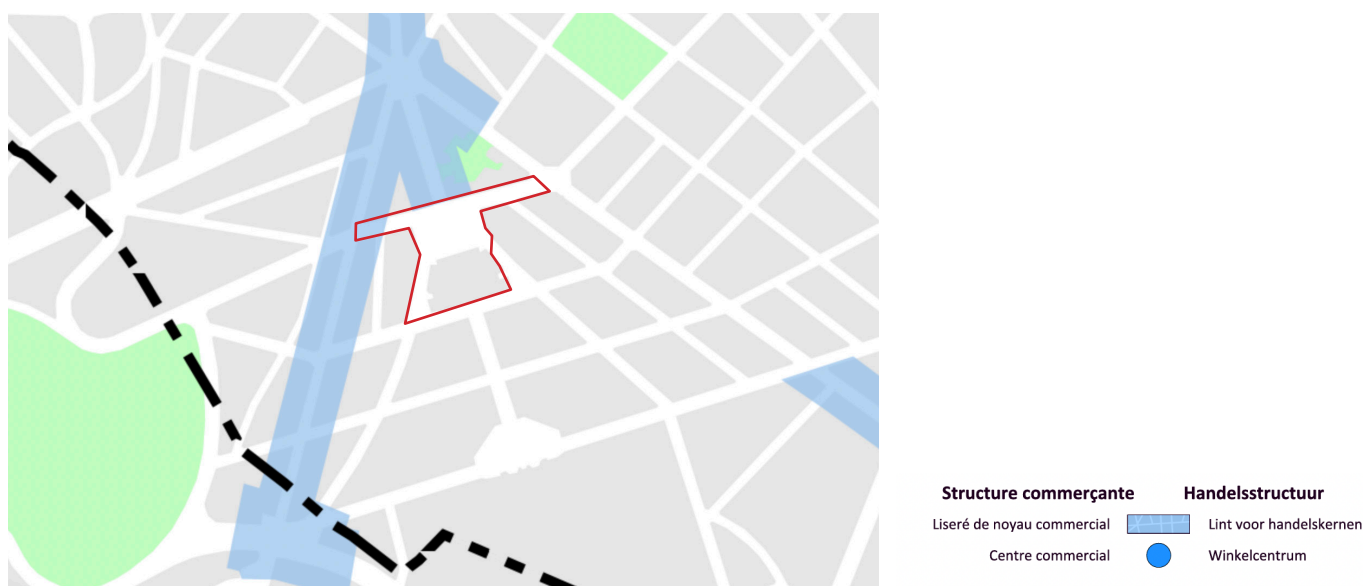 Structure commerçante Handelsstructuur
Liseré de noyau commercial Lint voor handelskernen
Centre commercial Winkelcentrum